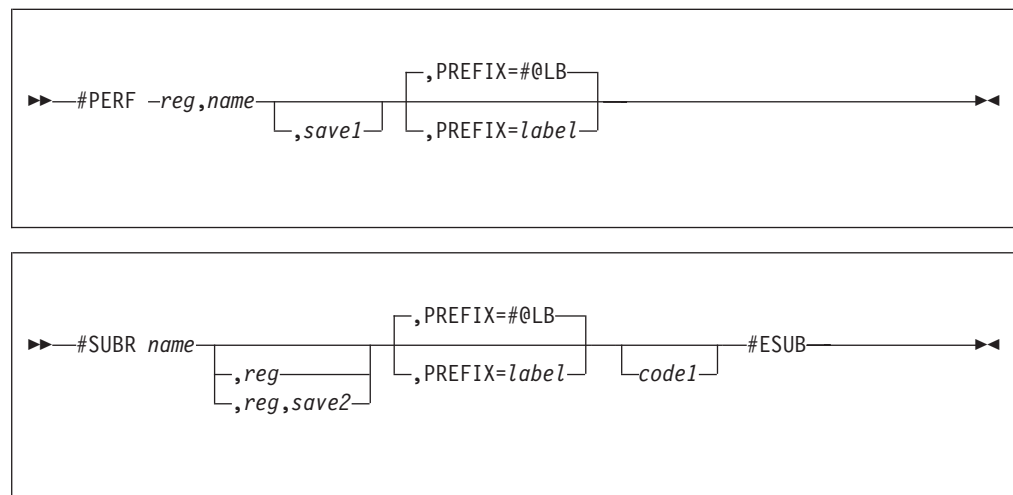 ,PREFIX=#@LB
#PERF reg,name
,save1
,PREFIX=label
,PREFIX=#@LB
#SUBR name
#ESUB
,reg
,PREFIX=label
code1
,reg,save2